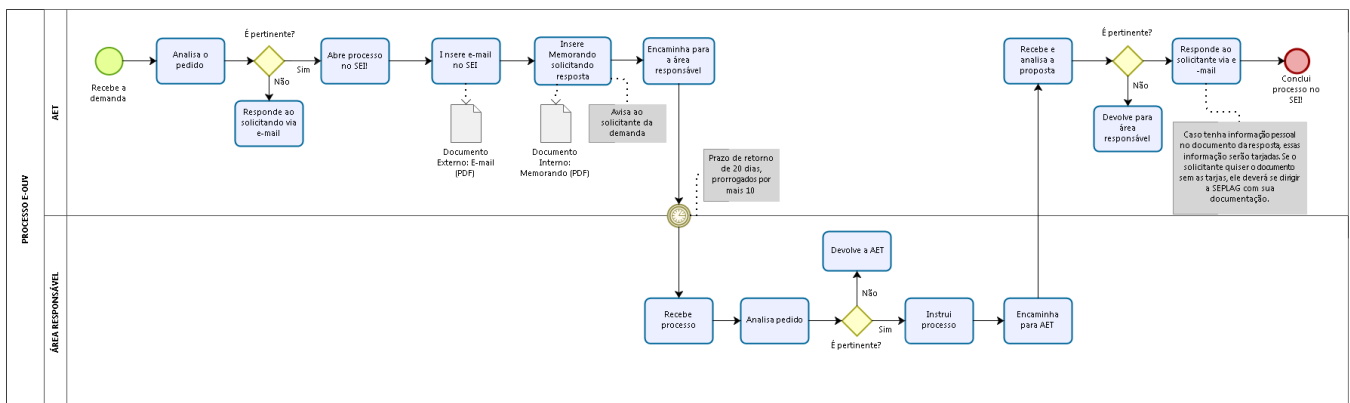 PROCESSO E-OUV
AET
Recebe a
demanda
Analisa o
pedido
É pertinente?
Sim
Não
Responde ao
solicitando via
e-mail
Abre processo
no SEI!
Insere e-mail
no SEI
Documento
Externo: E-mail
(PDF)
Insere
Memorando
solicitando
resposta
Documento
Interno:
Memorando (PDF)
Avisa ao
solicitante da
demanda
Encaminha para
a área
responsável
Prazo de retorno
de 20 dias,
prorrogados por
mais 10
Recebe e
analisa a
proposta
É pertinente?
Não
Devolve para
área
responsável
Responde ao
solicitante via e
-mail
Conclui
processo no
SEI!
Caso tenha informação pessoal
no documento da resposta, essas
informação serão tarjadas. Se o
solicitante quiser o documento
sem as tarjas, ele deverá se dirigir
a SEPLAG com sua
documentação.
ÁREA RESPONSÁVEL
Recebe
processo
Analisa pedido
É pertinente?
Não
Devolve a AET
Sim
Instrui
processo
Encaminha
para AET